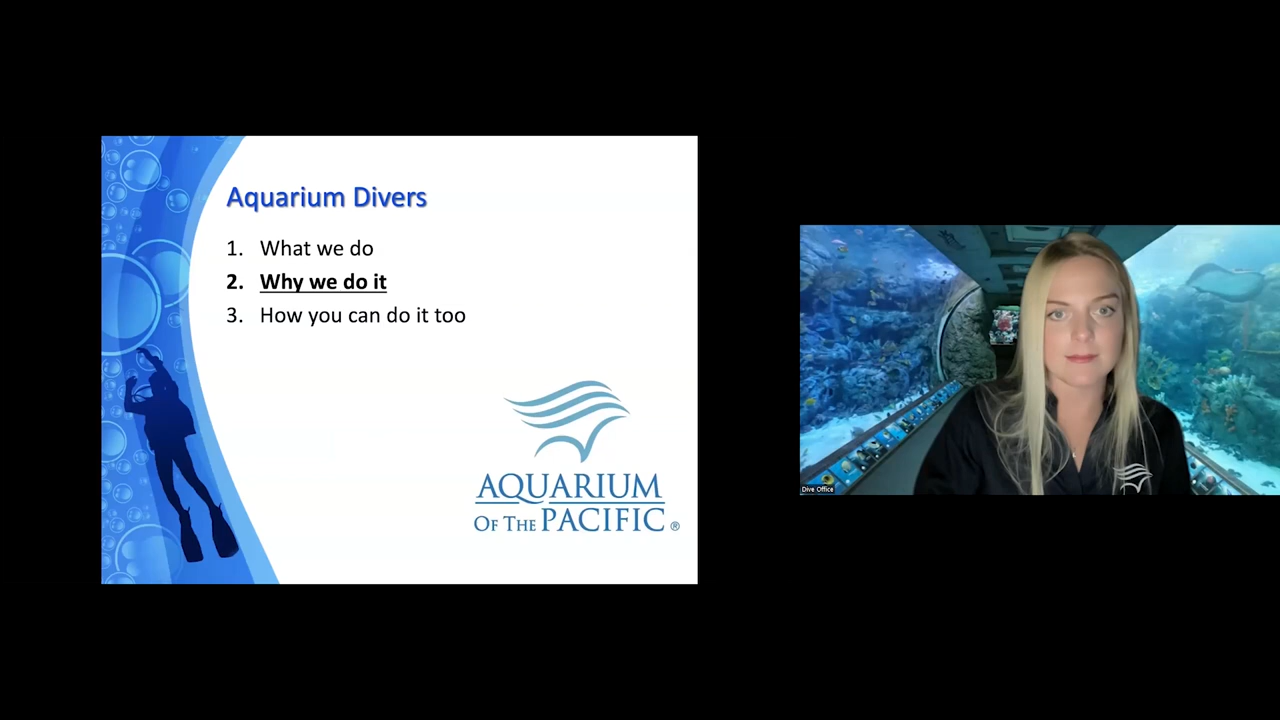 Aquarium Divers
1. What we do
2. Why we do it
3. How you can do it too
AQUARIUM
OF THE PACIFIC ®
Dive Office